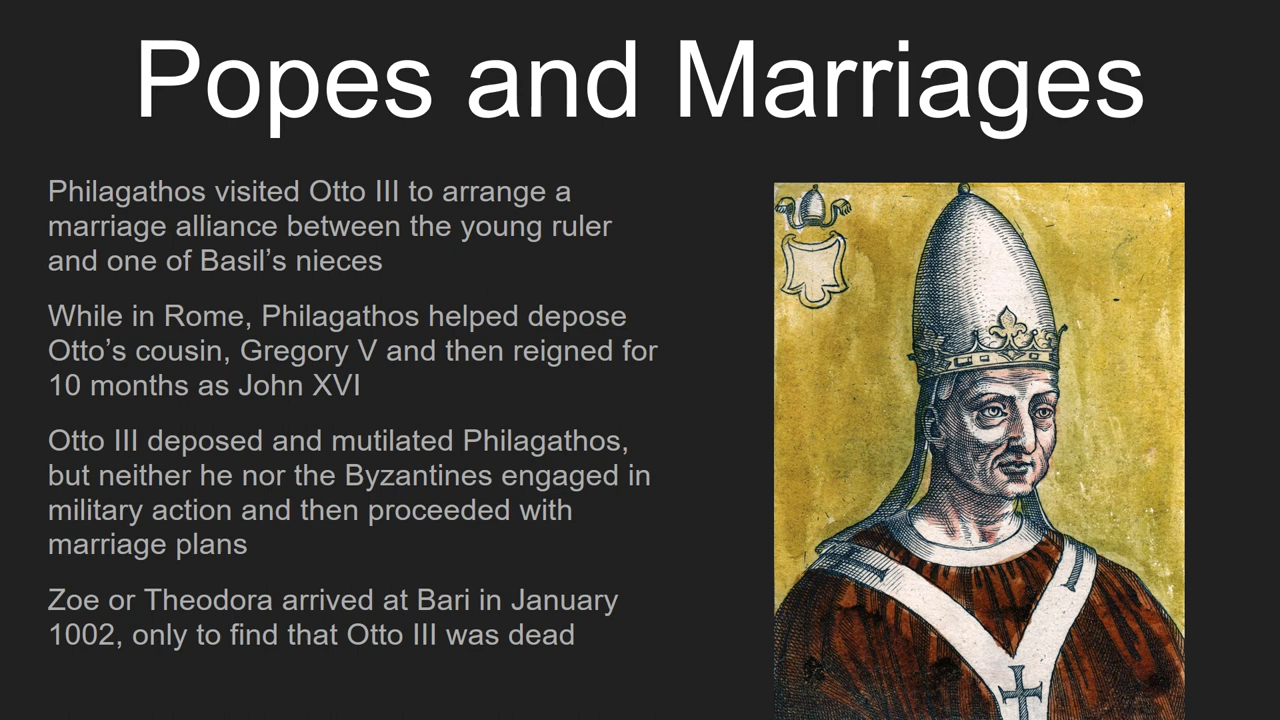 Popes and Marriages
Philagathos visited Otto III to arrange a
marriage alliance between the young ruler
and one of Basil’s nieces
While in Rome, Philagathos helped depose
Otto’s cousin, Gregory V and then reigned for
10 months as John XVI
Otto III deposed and mutilated Philagathos,
but neither he nor the Byzantines engaged in
military action and then proceeded with
marriage plans
Zoe or Theodora arrived at Bari in January
1002, only to find that Otto III was dead